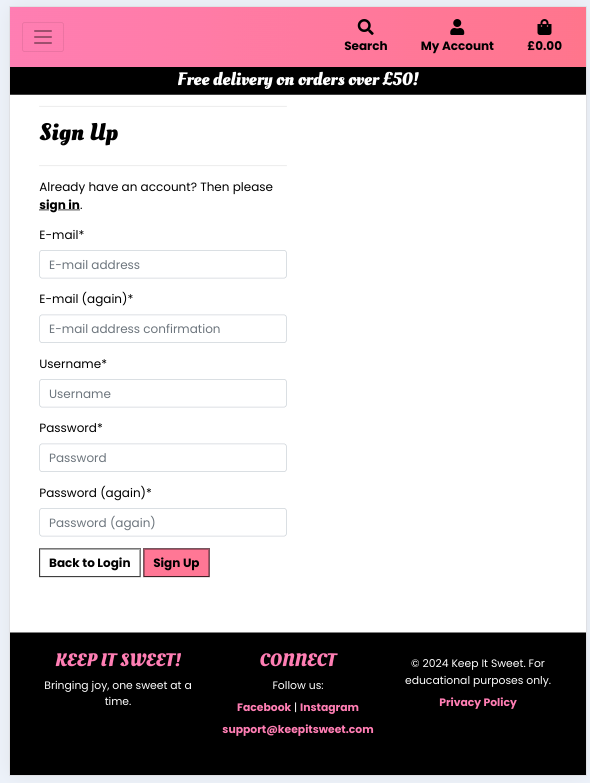 Search
My Account
£0.00
Free delivery on orders over £50!
Sign Up
Already have an account? Then please
sign in.
E-mail*
E-mail address
E-mail (again)*
E-mail address confirmation
Username*
Username
Password*
Password
Password (again)*
Password (again)
Back to Login
Sign Up
KEEP IT SWEET!
Bringing joy, one sweet at a
time.
CONNECT
Follow us:
Facebook | Instagram
support@keepitsweet.com
© 2024 Keep It Sweet. For
educational purposes only.
Privacy Policy